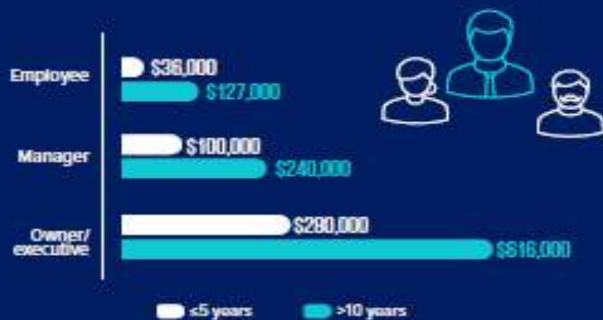 Employee
$36,000
$127,000
Manager
$100,000
$240,000
Owner/
executive
$280,000
$616,000
≤5 years >10 years